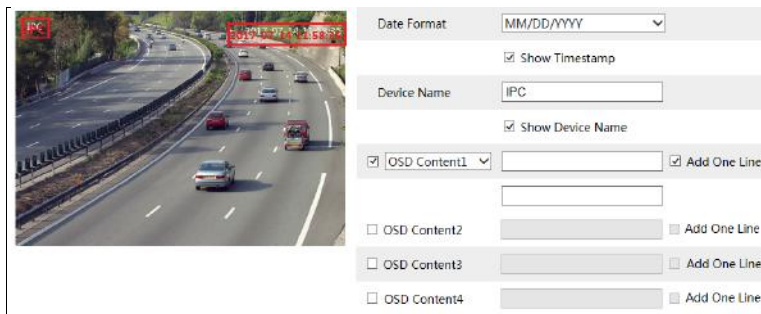 IPC
Date Format
MM/DD/YYYY
Show Timestamp
Device Name
IPC
Show Device Name
OSD Content1
Add One Line
OSD Content2
Add One Line
OSD Content3
Add One Line
OSD Content4
Add One Line